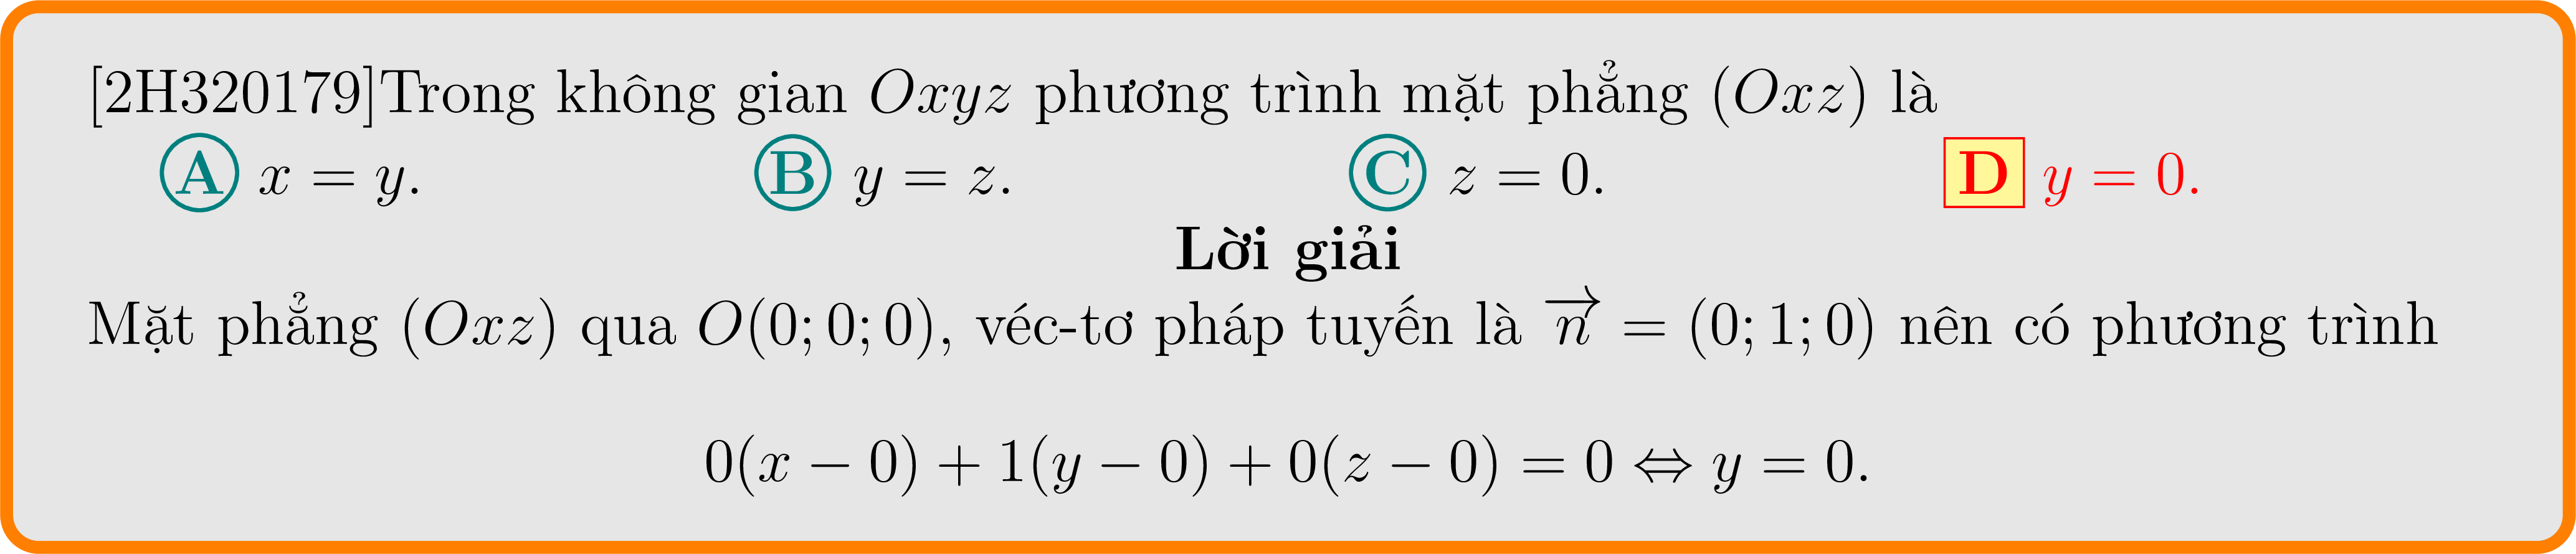 [2H320179]Trong không gian Oxyz phương trình mặt phẳng (Oxz) là
A x = y. B y = z. C z = 0. D y = 0.
Lời giải
Mặt phẳng (Oxz) qua O(0; 0; 0), véc-tơ pháp tuyến là \overrightarrow{n} = (0; 1; 0) nên có phương trình
0(x − 0) + 1(y − 0) + 0(z − 0) = 0 ⇔ y = 0.